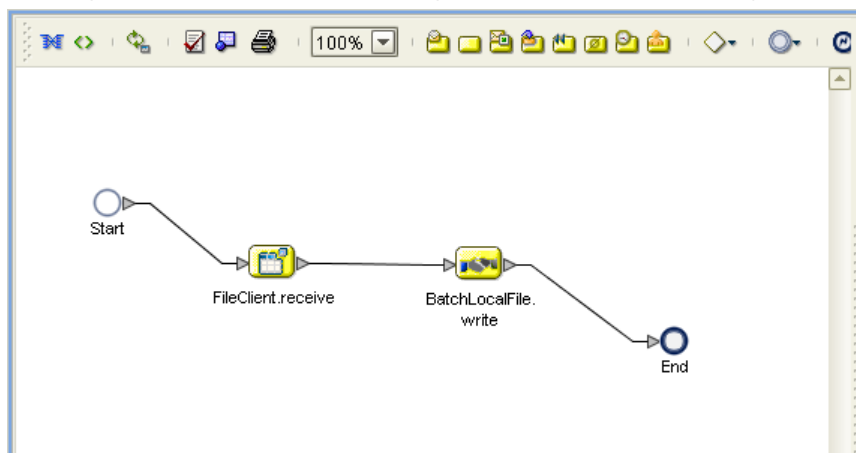 100%
Start
FileClient.receive
BatchLocalFile.
write
End